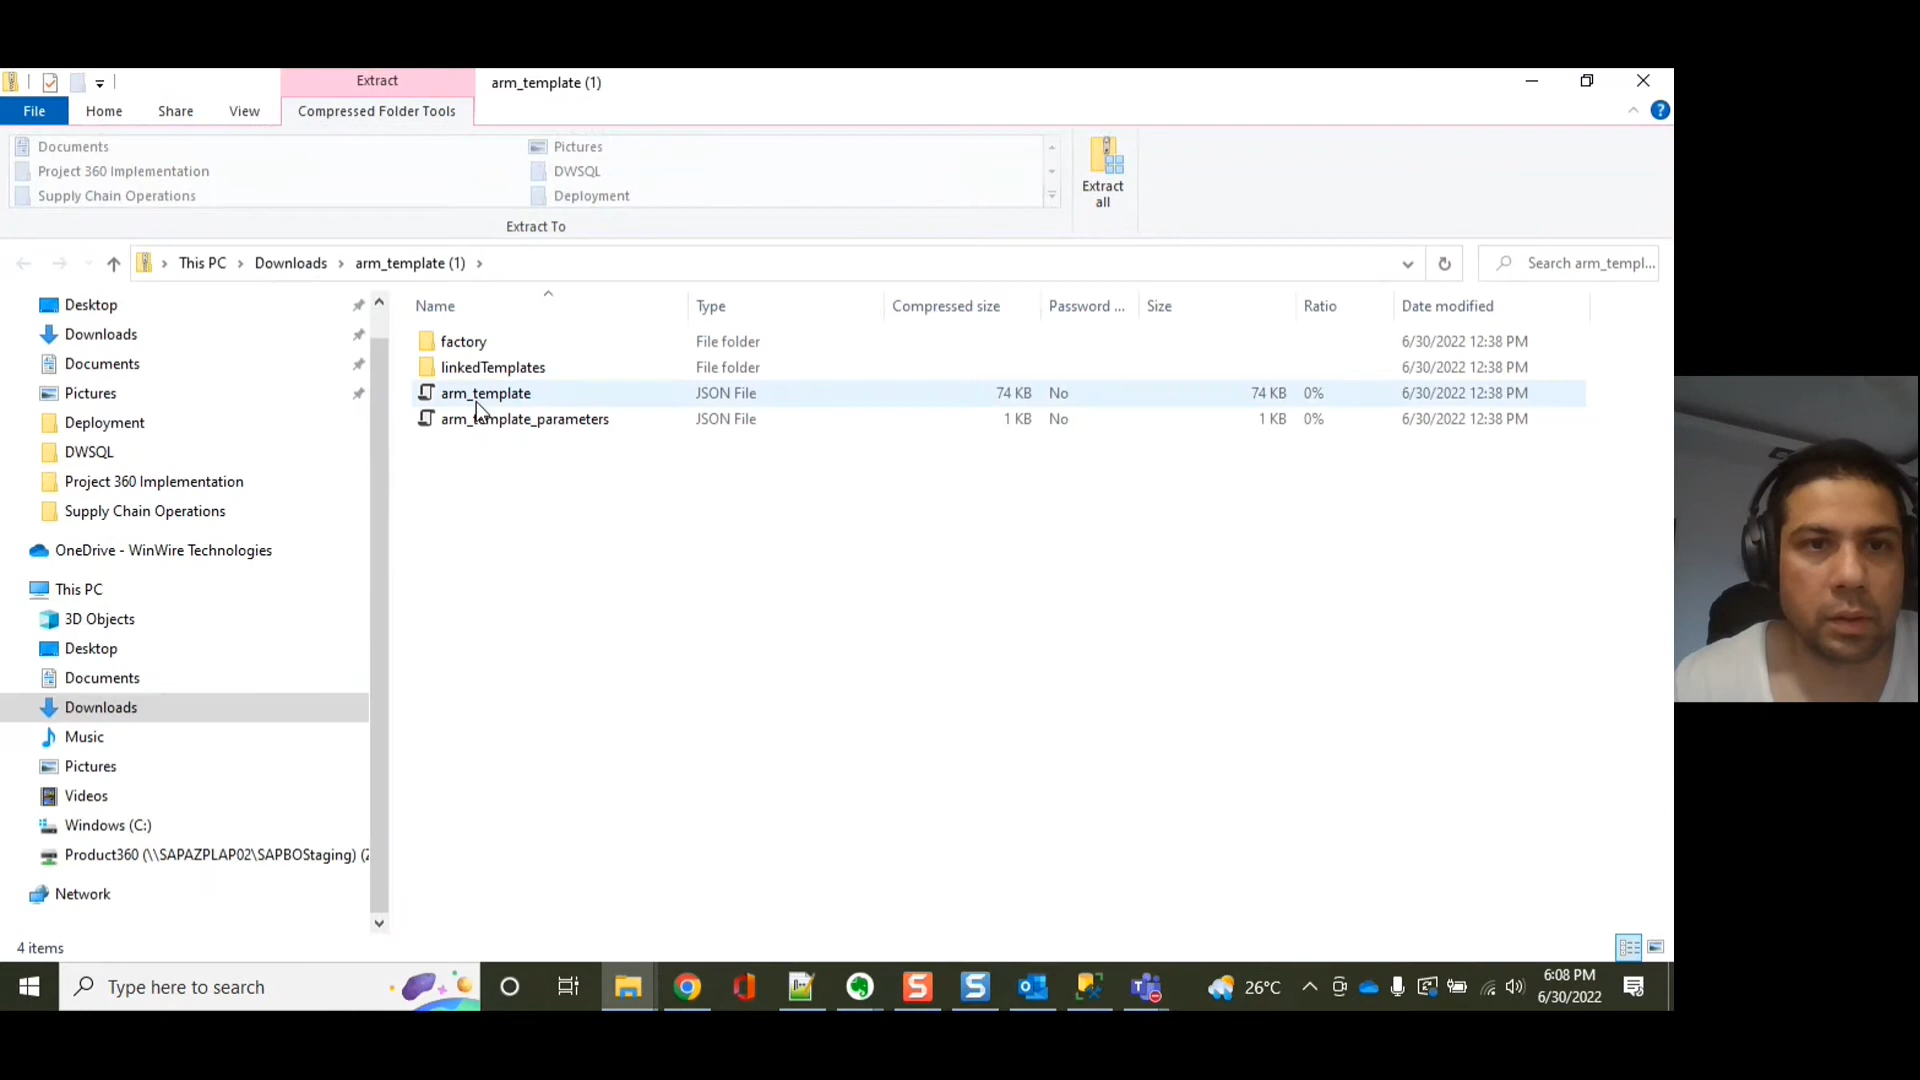 Extract
arm_template (1)
File
Home
Share
View
Compressed Folder Tools
Documents
Pictures
Project 360 Implementation
DWSQL
Supply Chain Operations
Deployment
Extract To
Extract
all
This PC
Downloads
arm_template (1)
Search arm_templ...
Name
Type
Compressed size
Password ...
Size
Ratio
Date modified
factory File folder 6/30/2022 12:38 PM
linkedTemplates File folder 6/30/2022 12:38 PM
arm_template JSON File 74 KB No 74 KB 0% 6/30/2022 12:38 PM
arm_template_parameters JSON File 1 KB No 1 KB 0% 6/30/2022 12:38 PM
Desktop
Downloads
Documents
Pictures
Deployment
DWSQL
Project 360 Implementation
Supply Chain Operations
OneDrive - WinWire Technologies
This PC
3D Objects
Desktop
Documents
Downloads
Music
Pictures
Videos
Windows (C:)
Product360 (\\SAPAZPLAP02\SAPBOStaging) (Z
Network
4 items
Type here to search
26°C
6:08 PM
6/30/2022